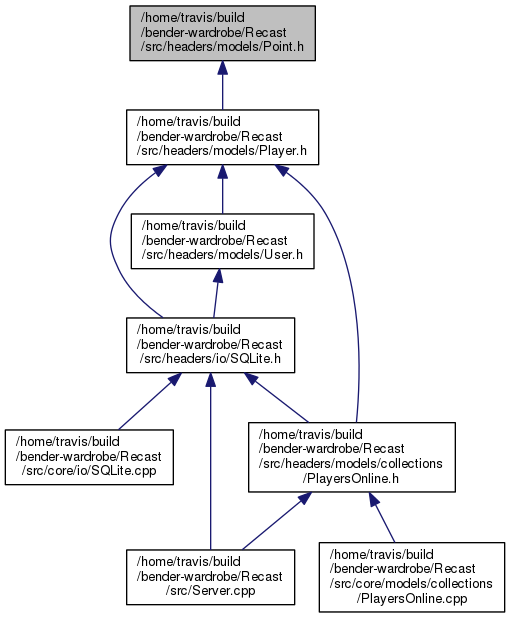 /home/travis/build
/bender-wardrobe/Recast
/src/headers/models/Point.h
/home/travis/build
/bender-wardrobe/Recast
/src/headers/models/Player.h
/home/travis/build
/bender-wardrobe/Recast
/src/headers/models/User.h
/home/travis/build
/bender-wardrobe/Recast
/src/headers/io/SQLite.h
/home/travis/build
/bender-wardrobe/Recast
/src/core/io/SQLite.cpp
/home/travis/build
/bender-wardrobe/Recast
/src/headers/models/collections
/PlayersOnline.h
/home/travis/build
/bender-wardrobe/Recast
/src/Server.cpp
/home/travis/build
/bender-wardrobe/Recast
/src/core/models/collections
/PlayersOnline.cpp